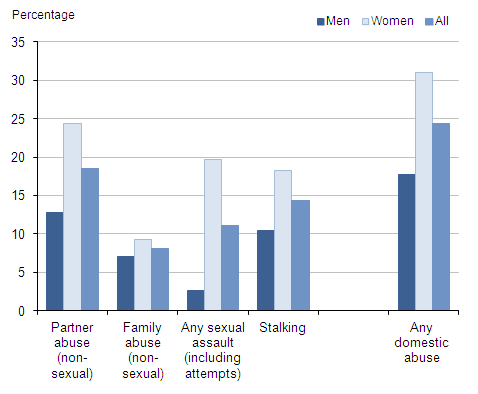 Percentage
Men Women All
35
30
25
20
15
10
5
0
Partner
abuse
(non-
sexual)
Family
abuse
(non-
sexual)
Any sexual
assault
(including
attempts)
Stalking
Any
domestic
abuse